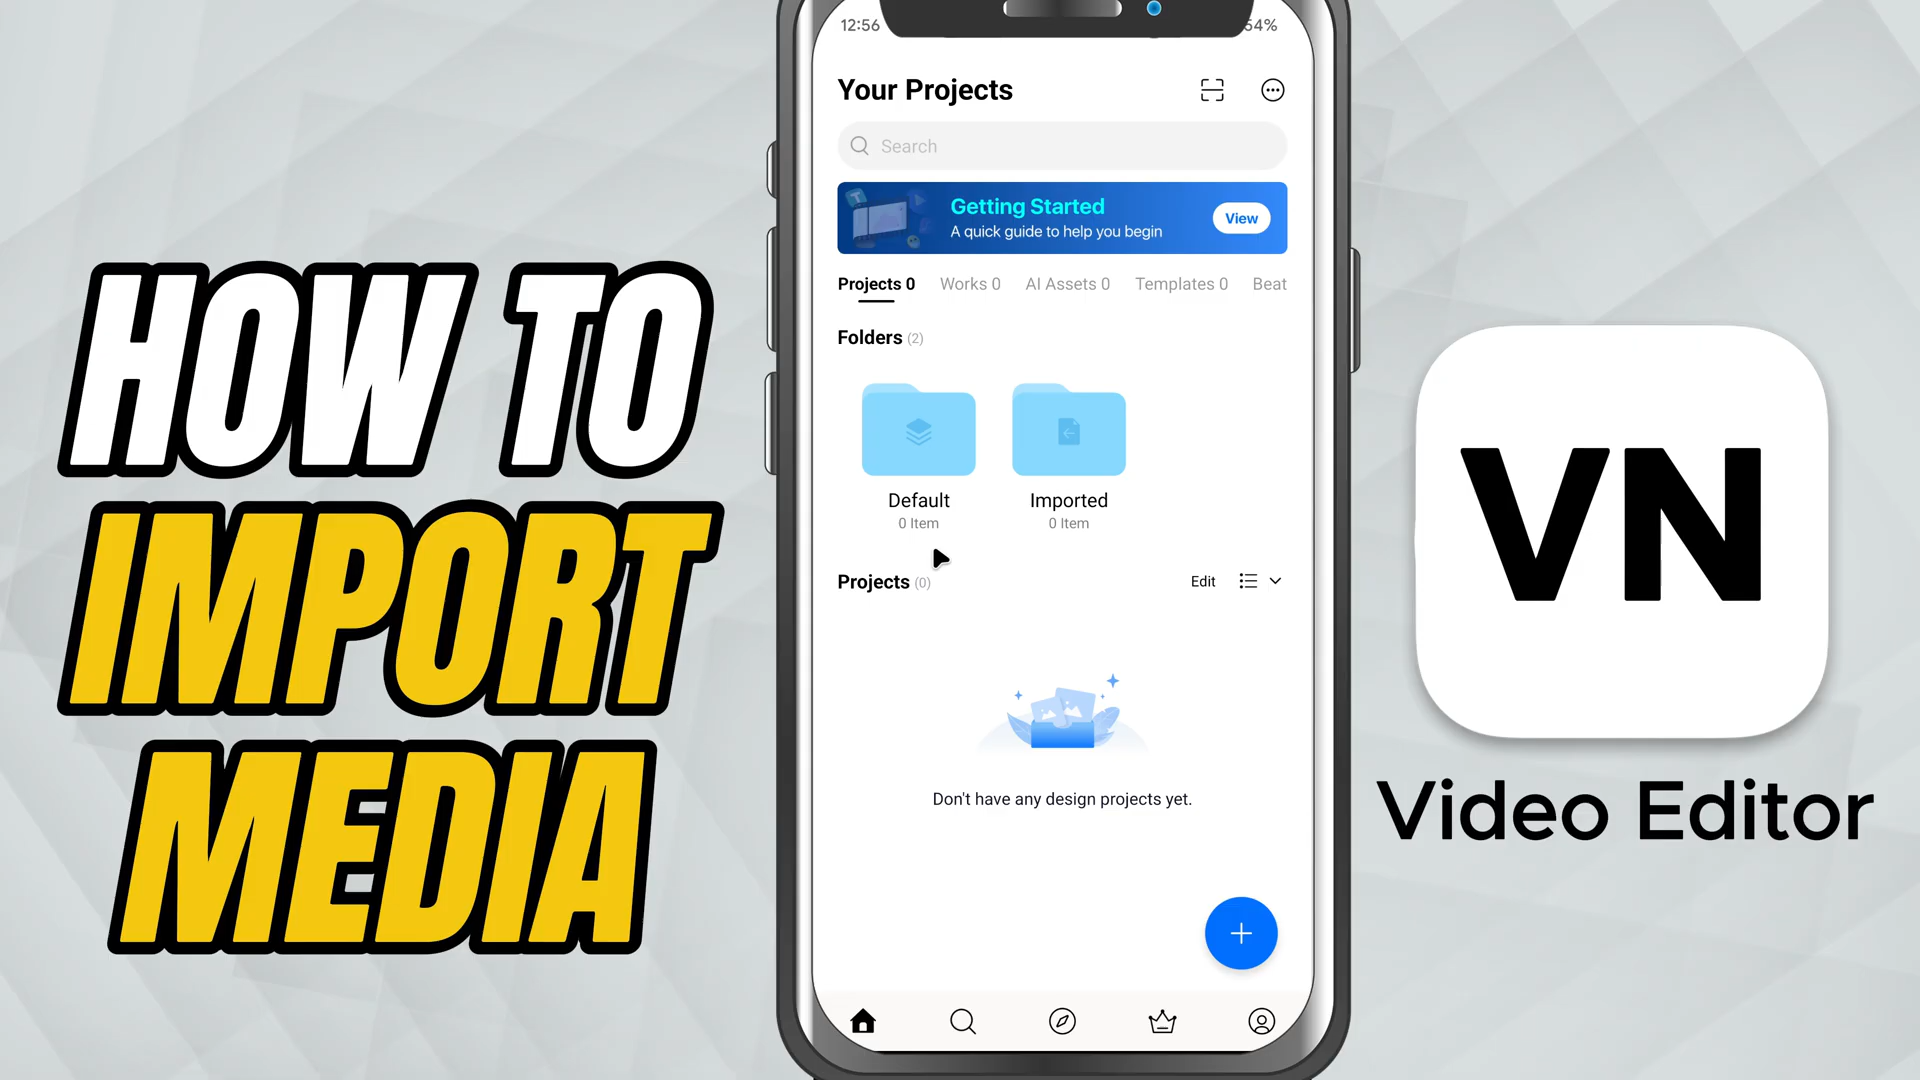 HOW TO
IMPORT
MEDIA
12:56
54%
Your Projects
Search
Getting Started
A quick guide to help you begin
View
Projects 0
Works 0
AI Assets 0
Templates 0
Beat
Folders (2)
Default
0 Item
Imported
0 Item
Projects (0)
Edit
Don't have any design projects yet.
VN
Video Editor